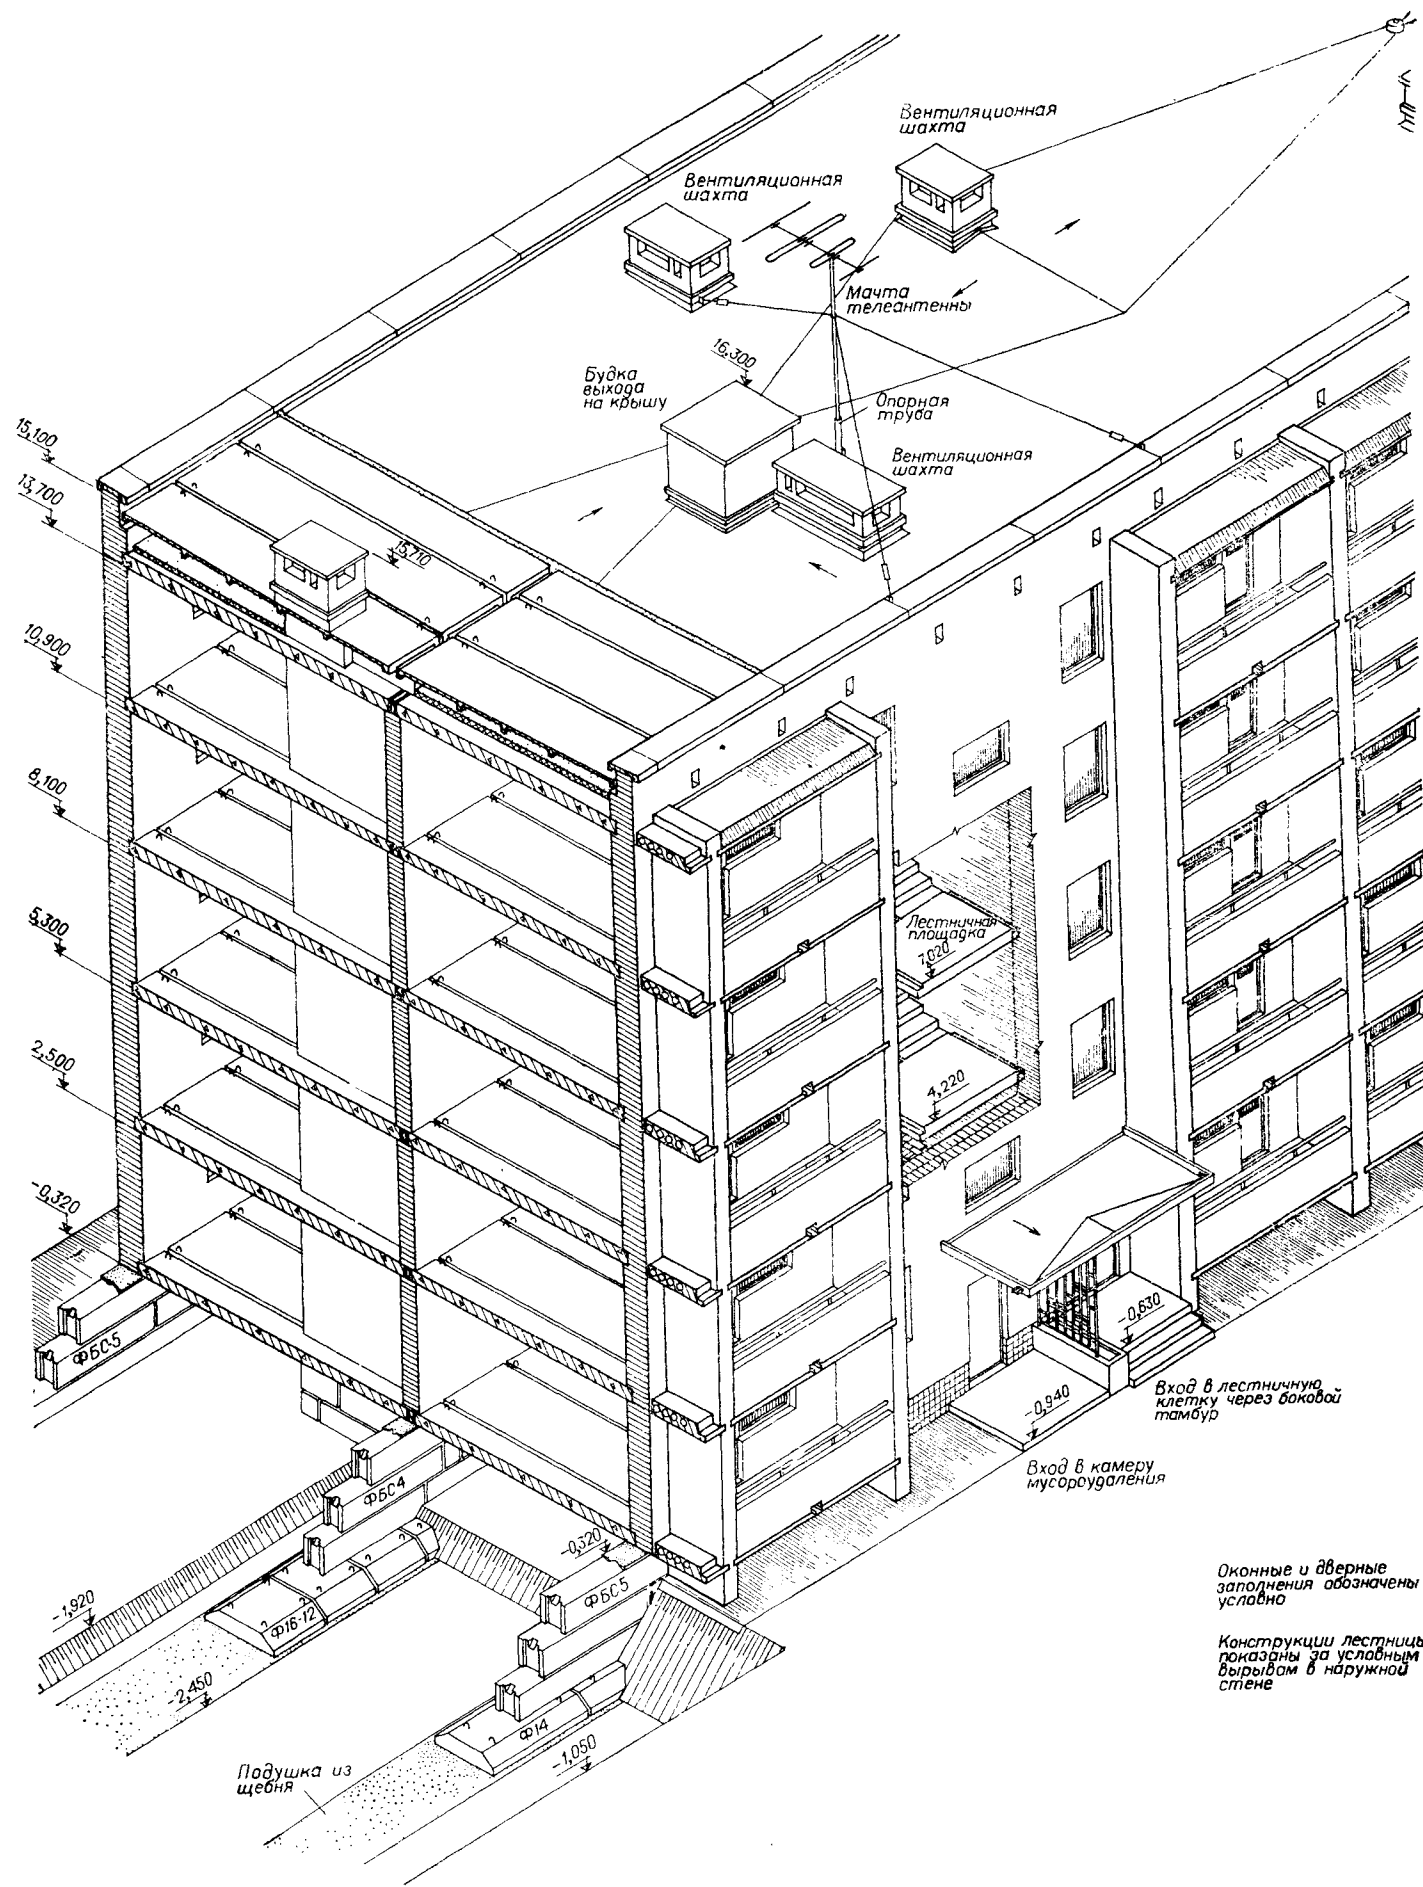 Вентиляционная
шахта
Вентиляционная
шахта
Мачта
телеантенны
16,300
Будка
выхода
на крышу
Опорная
труба
Вентиляционная
шахта
15,100
13,700
15,710
10,900
8,100
5,300
2,500
-0,320
Лестничная
площадка
7,020
4,220
-0,630
-0,940
Вход в лестничную
клетку через боковой
тамбур
Вход в камеру
мусороудаления
ФБС-5
ФБС4
Ф16-12
-1,920
-2,450
-0,320
ФБС5
Ф14
-1,050
Подушка из
щебня
Оконные и дверные
заполнения обозначены
условно
Конструкции лестницы
показаны за условным
вырывом в наружной
стене